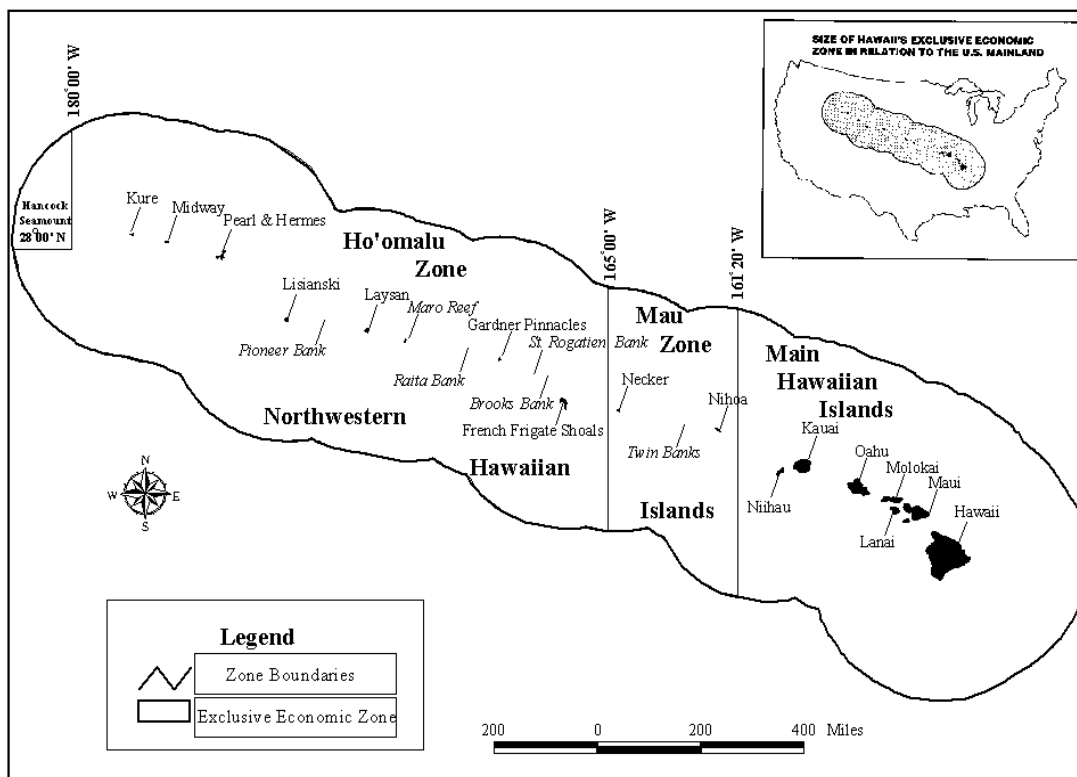 SIZE OF HAWAII'S EXCLUSIVE ECONOMIC
ZONE IN RELATION TO THE U.S. MAINLAND
180°00' W
Hancock
Seamount
28°00' N
Kure
Midway
Pearl & Hermes
Ho'omalu
Zone
165°00' W
161°20' W
Lisianski
Laysan
Maro Reef
Pioneer Bank
Gardner Pinnacles
St Rogatien Bank
Raita Bank
Brooks Bank
French Frigate Shoals
Northwestern
Hawaiian
Islands
Mau
Zone
Necker
Nihoa
Twin Banks
Main
Hawaiian
Islands
Kauai
Niihau
Oahu
Molokai
Maui
Lanai
Hawaii
N
W
E
S
Legend
Zone Boundaries
Exclusive Economic Zone
200 0 200 400 Miles